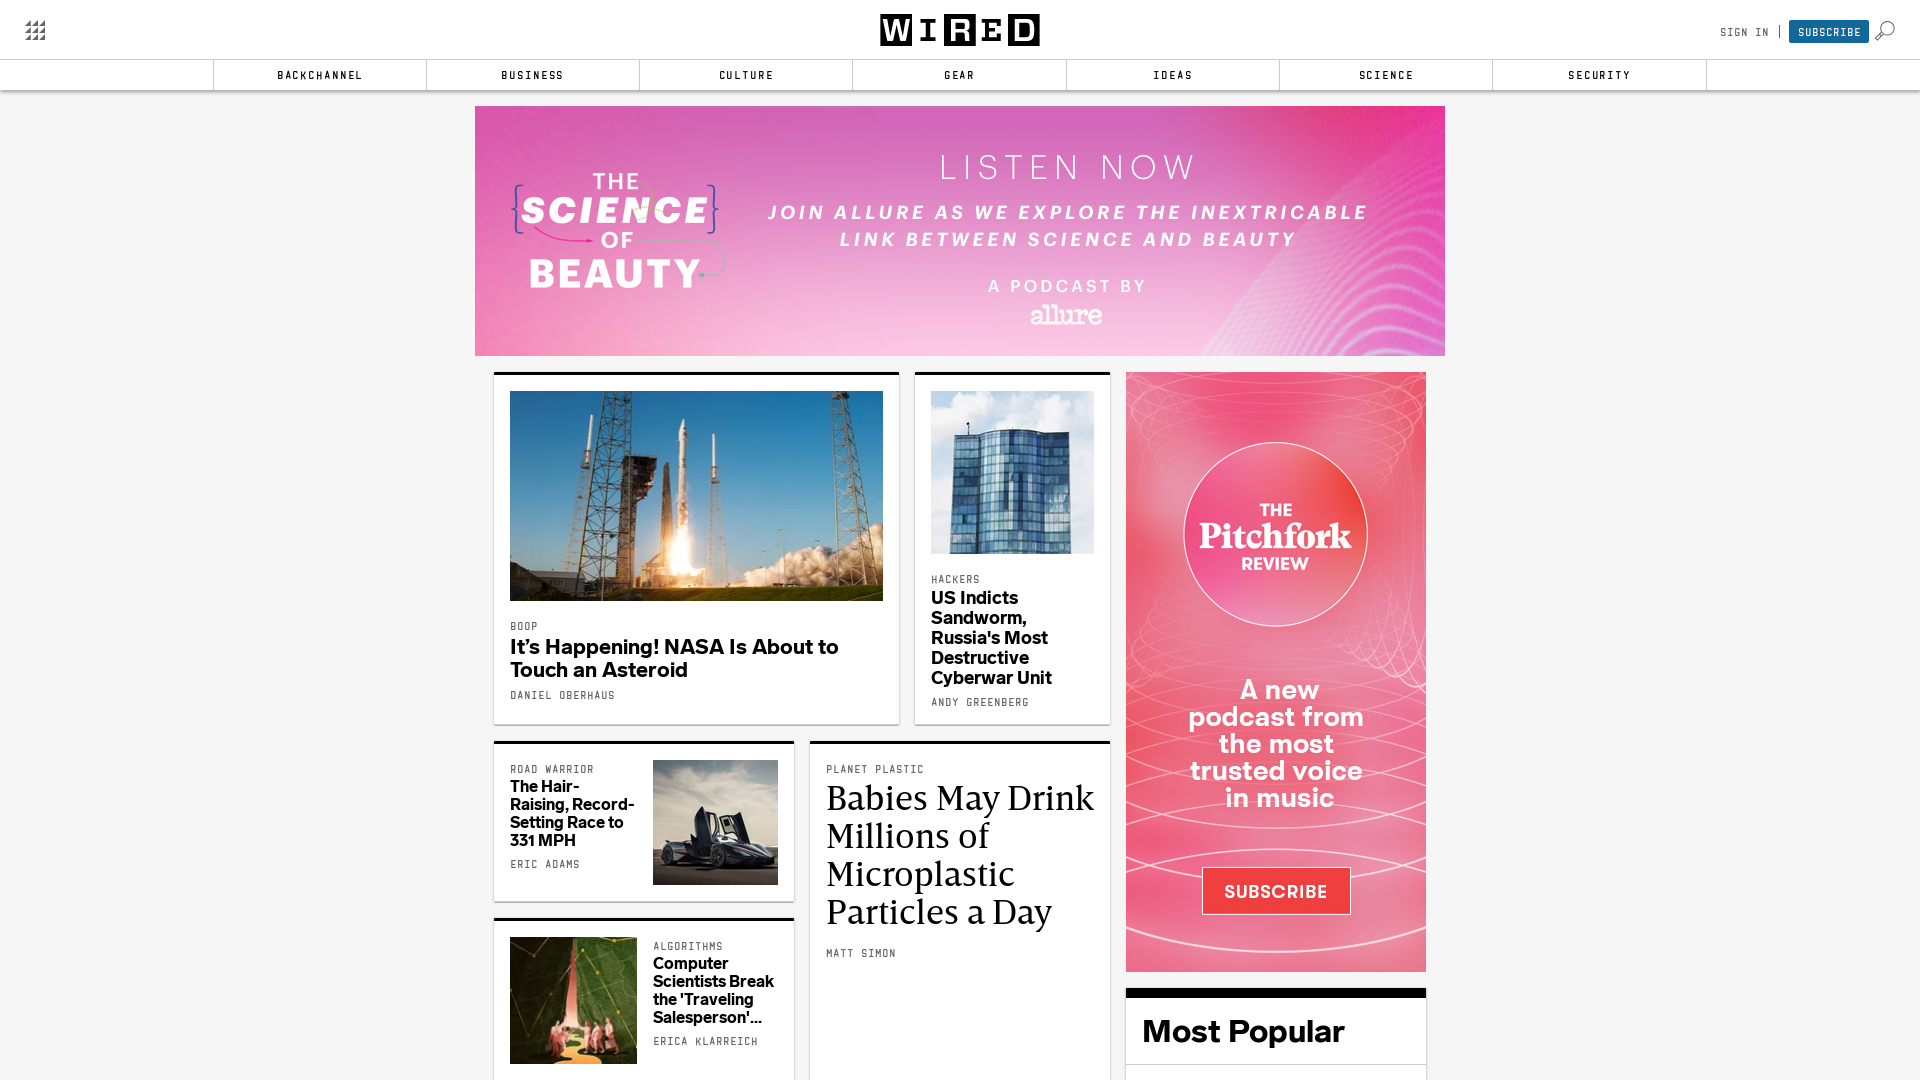 WIRED
SIGN IN
SUBSCRIBE
BACKCHANNEL
BUSINESS
CULTURE
GEAR
IDEAS
SCIENCE
SECURITY
THE
SCIENCE
OF
BEAUTY
LISTEN NOW
JOIN ALLURE AS WE EXPLORE THE INEXTRICABLE
LINK BETWEEN SCIENCE AND BEAUTY
A PODCAST BY
allure
BOOP
It’s Happening! NASA Is About to
Touch an Asteroid
DANIEL OBERHAUS
HACKERS
US Indicts
Sandworm,
Russia's Most
Destructive
Cyberwar Unit
ANDY GREENBERG
THE
Pitchfork
REVIEW
A new
podcast from
the most
trusted voice
in music
SUBSCRIBE
ROAD WARRIOR
The Hair-
Raising, Record-
Setting Race to
331 MPH
ERIC ADAMS
PLANET PLASTIC
Babies May Drink
Millions of
Microplastic
Particles a Day
MATT SIMON
ALGORITHMS
Computer
Scientists Break
the 'Traveling
Salesperson'...
ERICA KLARREICH
Most Popular